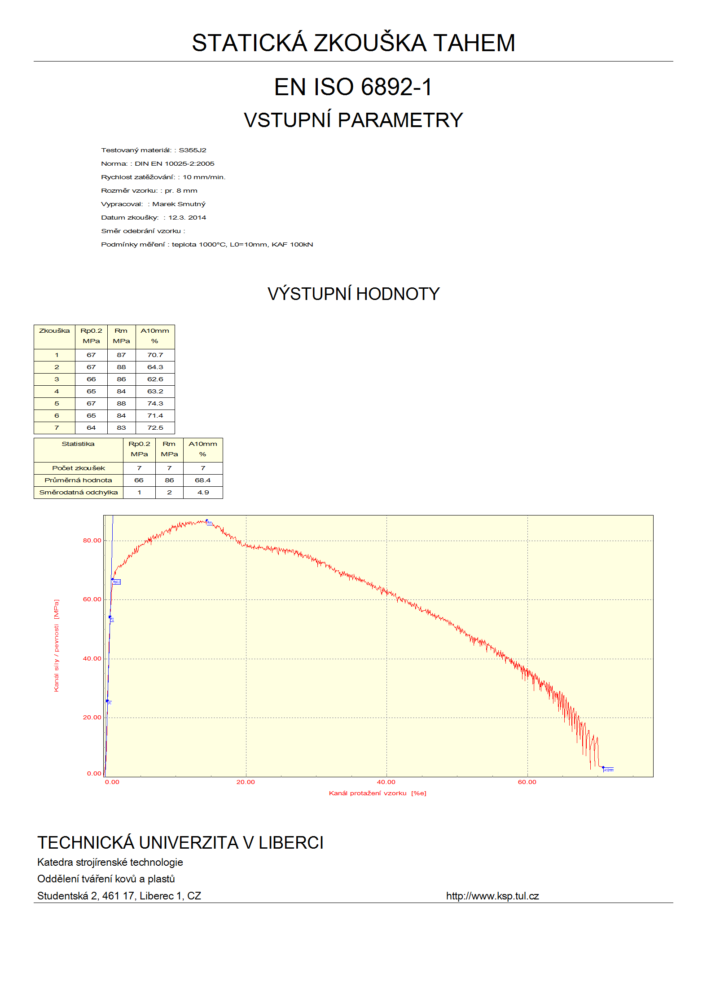 STATICKÁ ZKOUŠKA TAHEM
EN ISO 6892-1
VSTUPNÍ PARAMETRY
Testovaný materiál: : S355J2
Norma: : DIN EN 10025-2:2005
Rychlost zatěžování: : 10 mm/min.
Rozměr vzorku: : pr. 8 mm
Vypracoval:  : Marek Smutný
Datum zkoušky:  : 12.3. 2014
Směr odebrání vzorku :
Podmínky měření : teplota 1000°C, L0=10mm, KAF 100kN
VÝSTUPNÍ HODNOTY
Zkouška Rp0.2 Rm A10mm
MPa MPa %
1 67 87 70.7
2 67 88 64.3
3 66 86 62.6
4 65 84 63.2
5 67 88 74.3
6 65 84 71.4
7 64 83 72.5
Statistika Rp0.2 Rm A10mm
MPa MPa %
Počet zkoušek 7 7 7
Průměrná hodnota 66 86 68.4
Směrodatná odchylka 1 2 4.9
Kanál síly / pevnosti [MPa]
80.00
60.00
40.00
20.00
0.00
Rm
Rp0.2
F2
F1
A10mm
0.00 20.00 40.00 60.00
Kanál protažení vzorku [%e]
TECHNICKÁ UNIVERZITA V LIBERCI
Katedra strojírenské technologie
Oddělení tváření kovů a plastů
Studentská 2, 461 17, Liberec 1, CZ http://www.ksp.tul.cz